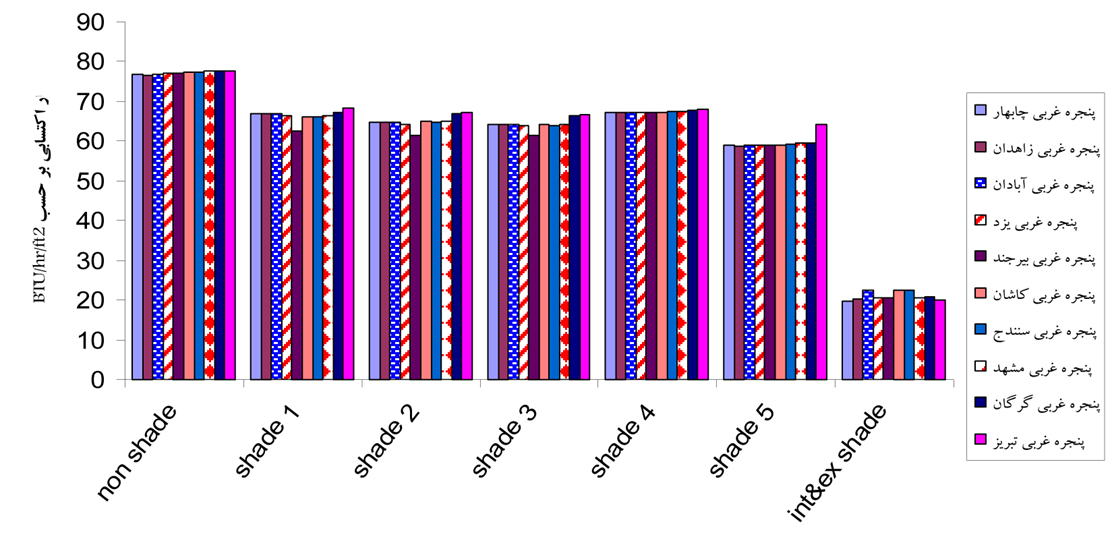 90
80
70
60
50
40
30
20
10
0
ر اکتسابی بر حسب BTU/hr/ft2
non shade
shade 1
shade 2
shade 3
shade 4
shade 5
int&ex shade
پنجره غربی چابهار
پنجره غربی زاهدان
پنجره غربی آبادان
پنجره غربی یزد
پنجره غربی بیرجند
پنجره غربی کاشان
پنجره غربی سنندج
پنجره غربی مشهد
پنجره غربی گرگان
پنجره غربی تبریز